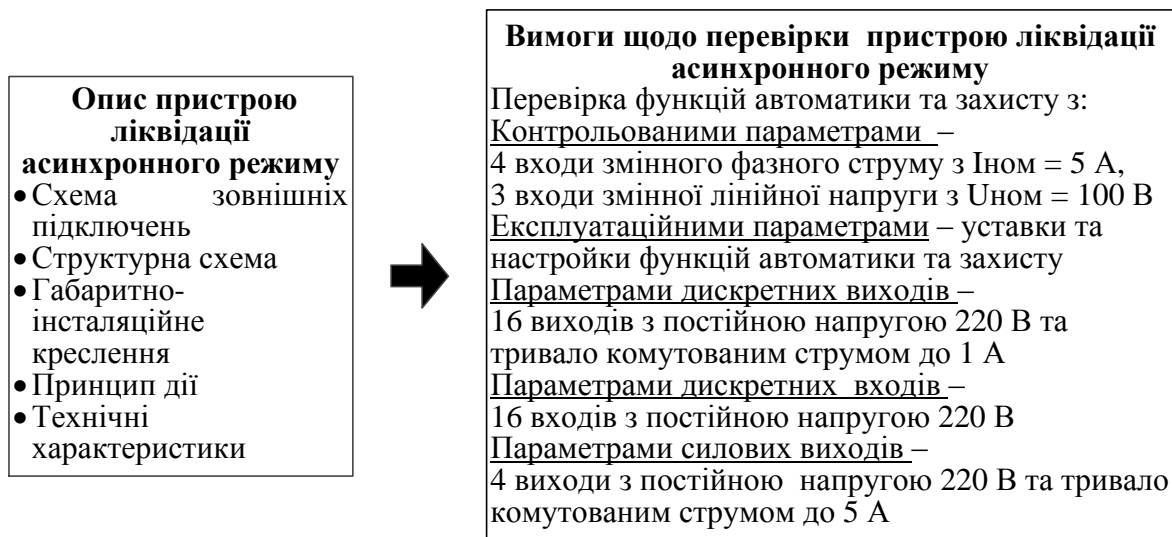 Опис пристрою
ліквідації
асинхронного режиму
• Схема зовнішніх
підключень
• Структурна схема
• Габаритно-
інсталяційне
креслення
• Принцип дії
• Технічні
характеристики
Вимоги щодо перевірки пристрою ліквідації
асинхронного режиму
Перевірка функцій автоматики та захисту з:
Контрольованими параметрами –
4 входи змінного фазного струму з Іном = 5 А,
3 входи змінної лінійної напруги з Uном = 100 В
Експлуатаційними параметрами – уставки та
настройки функцій автоматики та захисту
Параметрами дискретних виходів –
16 виходів з постійною напругою 220 В та
тривало комутованим струмом до 1 А
Параметрами дискретних входів –
16 входів з постійною напругою 220 В
Параметрами силових виходів –
4 виходи з постійною напругою 220 В та тривало
комутованим струмом до 5 А